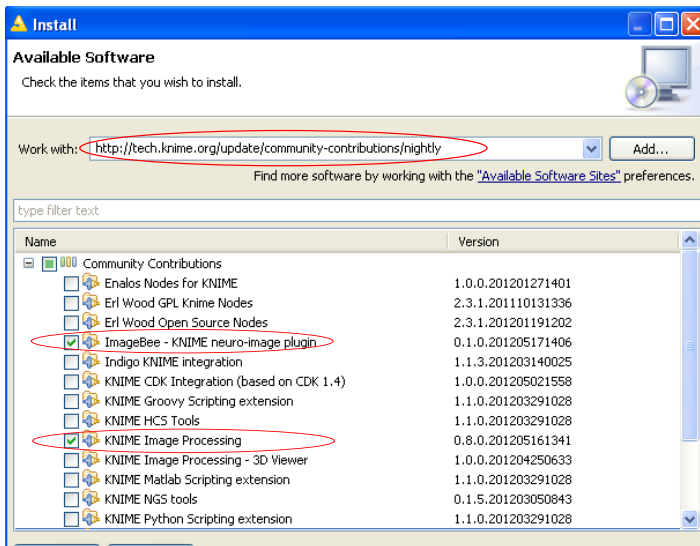 Install
Available Software
Check the items that you wish to install.
Work with: http://tech.knime.org/update/community-contributions/nightly Add...
Find more software by working with the "Available Software Sites" preferences.
type filter text
Name Version
Community Contributions
Enalos Nodes for KNIME 1.0.0.201201271401
Erl Wood GPL Knime Nodes 2.3.1.201110131336
Erl Wood Open Source Nodes 2.3.1.201191202
ImageBee - KNIME neuro-image plugin 0.1.0.201205171406
Indigo KNIME integration 1.1.3.201203140025
KNIME CDK Integration (based on CDK 1.4) 1.0.0.201205021558
KNIME Groovy Scripting extension 1.1.0.201203291028
KNIME HCS Tools 1.1.0.201203291028
KNIME Image Processing 0.8.0.201205161341
KNIME Image Processing - 3D Viewer 1.0.0.201204250633
KNIME Matlab Scripting extension 1.1.0.201203291028
KNIME NGS tools 0.1.5.201203050843
KNIME Python Scripting extension 1.1.0.201203291028